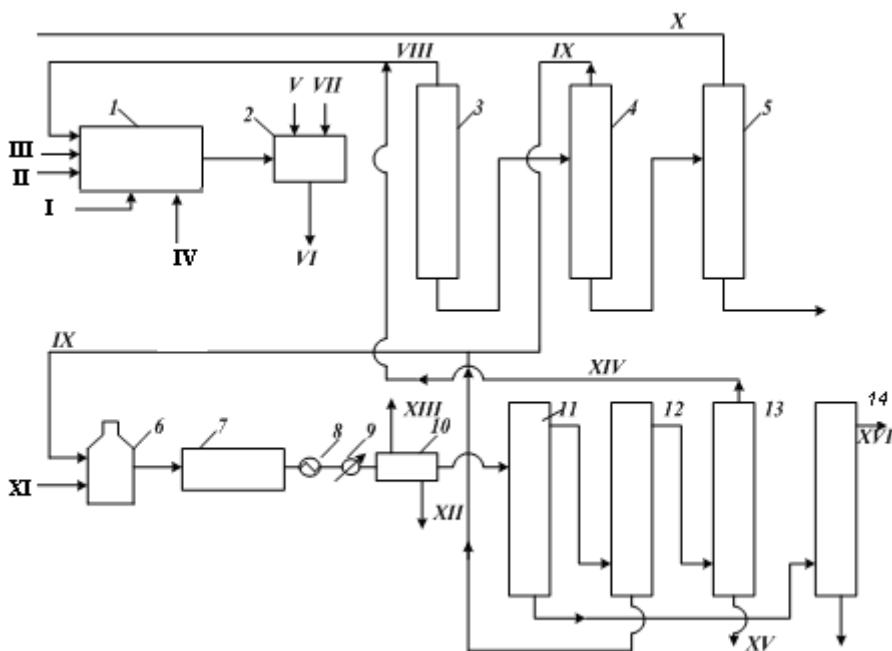 X
VIII IX
V VII
1 2 3 4 5
III
II
I
IV VI
IX
XIV
14
XIII 11 12 13
6 7 8 9 10 XVI
XI
XII
XV